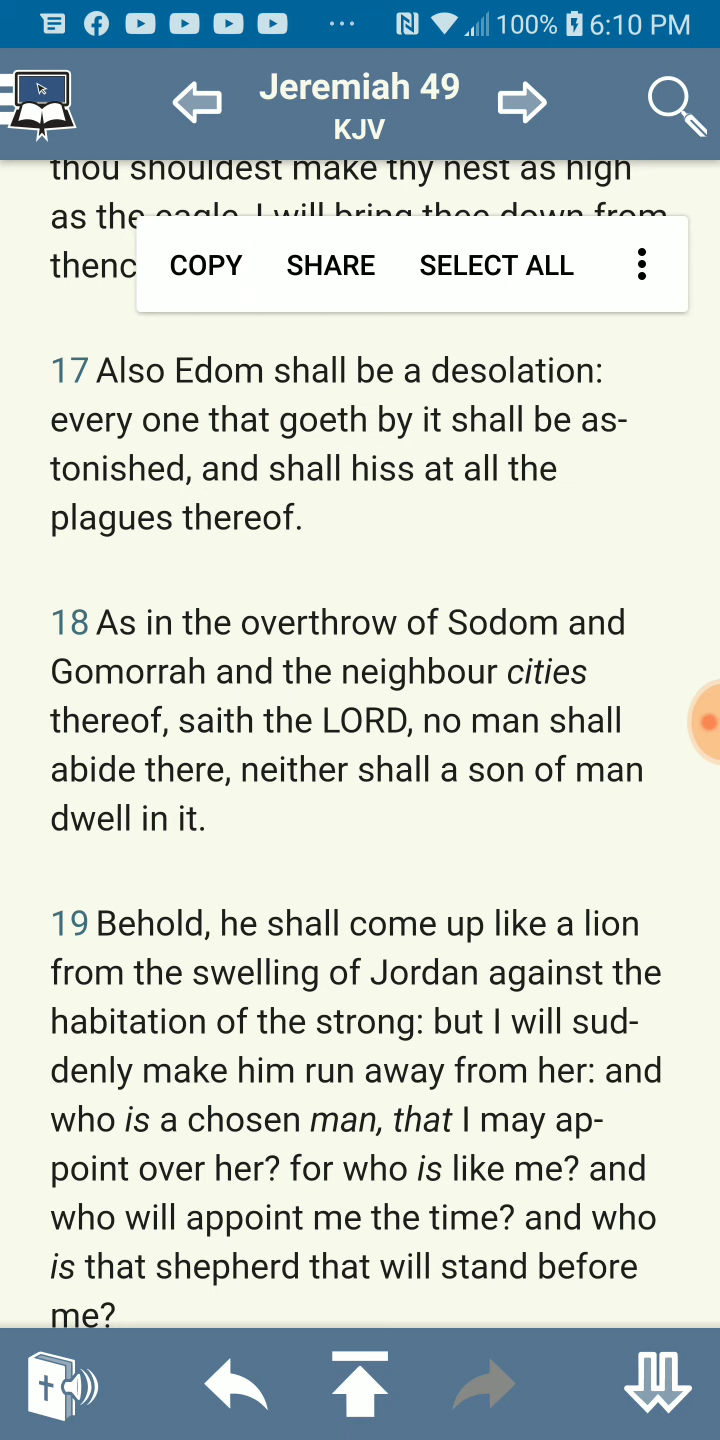 100% 6:10 PM
Jeremiah 49
KJV
thou shouldest make thy nest as high
as the eagle, I will bring thee down from
thenc
COPY SHARE SELECT ALL
17 Also Edom shall be a desolation:
every one that goeth by it shall be as-
tonished, and shall hiss at all the
plagues thereof.
18 As in the overthrow of Sodom and
Gomorrah and the neighbour cities
thereof, saith the LORD, no man shall
abide there, neither shall a son of man
dwell in it.
19 Behold, he shall come up like a lion
from the swelling of Jordan against the
habitation of the strong: but I will sud-
denly make him run away from her: and
who is a chosen man, that I may ap-
point over her? for who is like me? and
who will appoint me the time? and who
is that shepherd that will stand before
me?